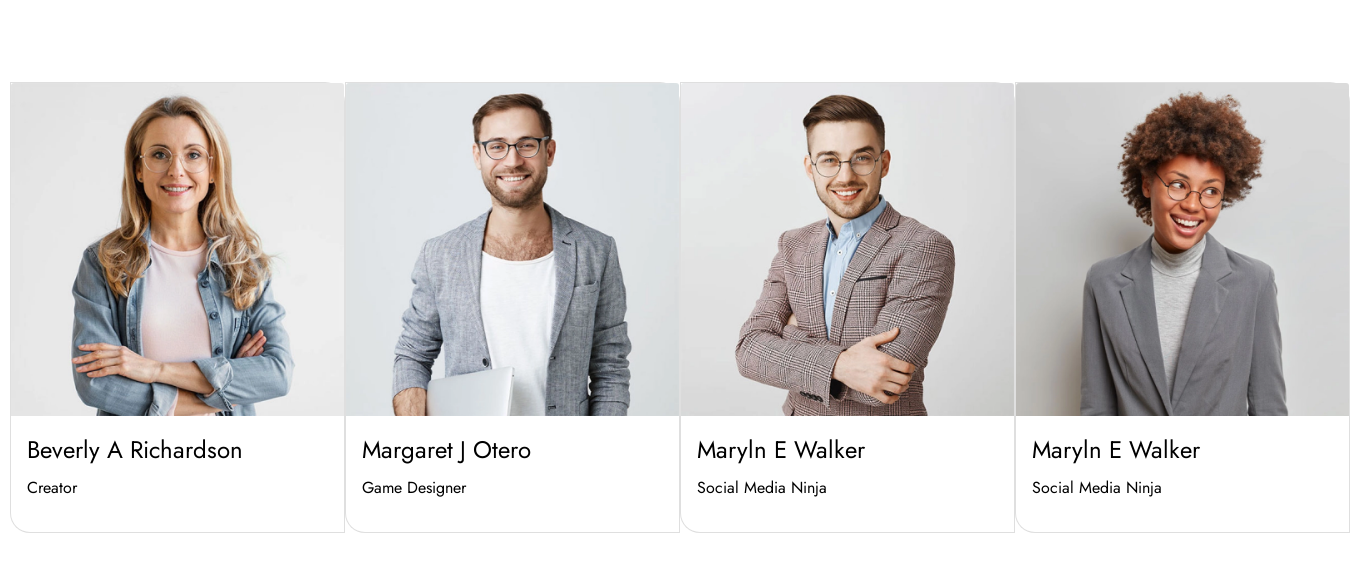 Beverly A Richardson
Creator
Margaret J Otero
Game Designer
Maryln E Walker
Social Media Ninja
Maryln E Walker
Social Media Ninja